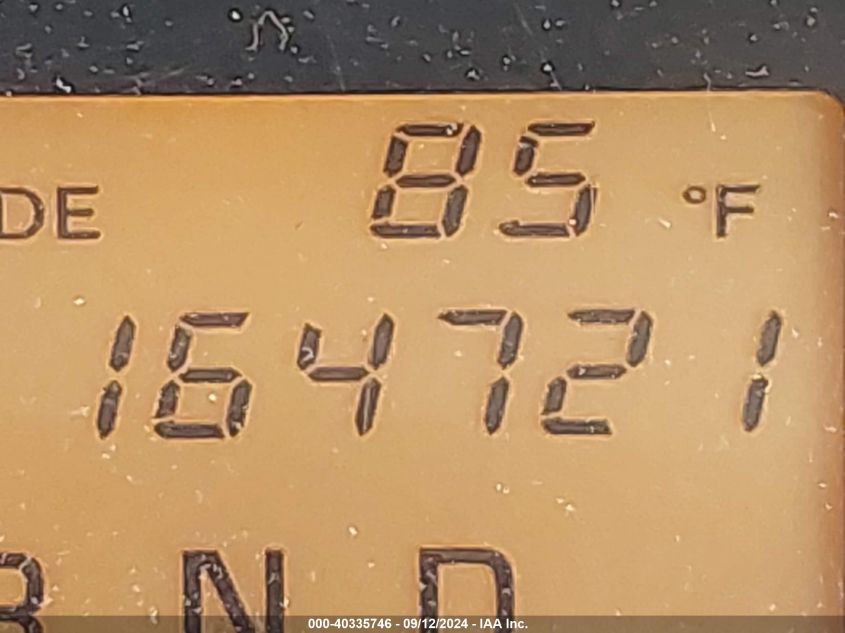 85 °F
DE
164721
R N D
000-40335746 - 09/12/2024 - IAA Inc.